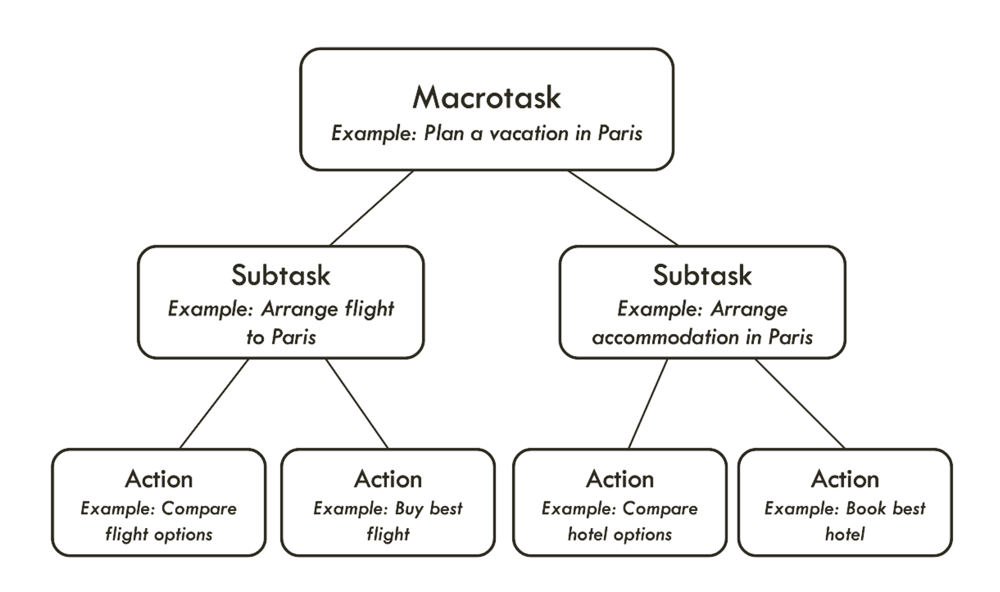 Macrotask
Example: Plan a vacation in Paris
Subtask
Example: Arrange flight
to Paris
Subtask
Example: Arrange
accommodation in Paris
Action
Example: Compare
flight options
Action
Example: Buy best
flight
Action
Example: Compare
hotel options
Action
Example: Book best
hotel